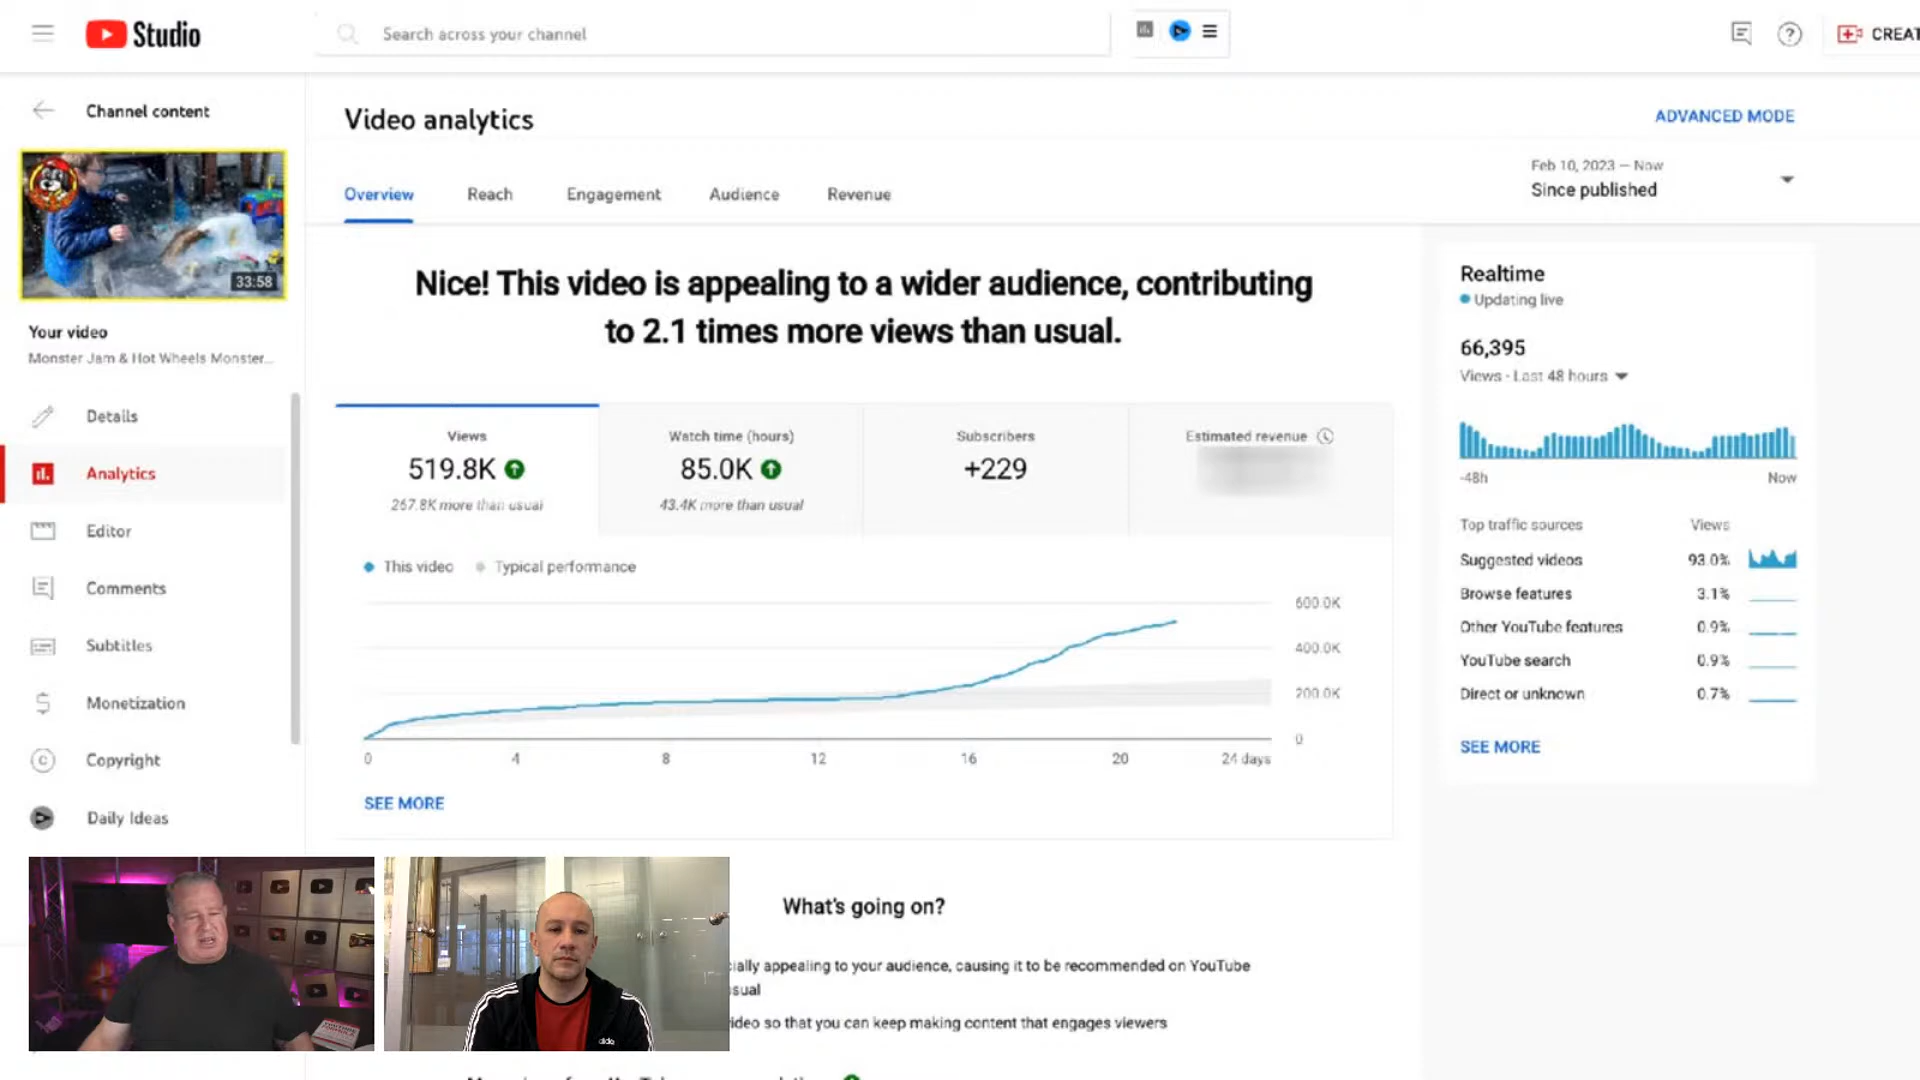 Studio
Search across your channel
CREAT
Channel content
33:58
Your video
Monster Jam & Hot Wheels Monster...
Details
Analytics
Editor
Comments
Subtitles
Monetization
Copyright
Daily Ideas
Video analytics
ADVANCED MODE
Overview
Reach
Engagement
Audience
Revenue
Feb 10, 2023 – Now
Since published
Nice! This video is appealing to a wider audience, contributing
to 2.1 times more views than usual.
Views
519.8K
267.8K more than usual
Watch time (hours)
85.0K
43.4K more than usual
Subscribers
+229
Estimated revenue
This video
Typical performance
600.0K
400.0K
200.0K
0
0 4 8 12 16 20 24 days
SEE MORE
Realtime
Updating live
66,395
Views · Last 48 hours
-48h Now
Top traffic sources Views
Suggested videos 93.0%
Browse features 3.1%
Other YouTube features 0.9%
YouTube search 0.9%
Direct or unknown 0.7%
SEE MORE
What's going on?
appealing to your audience, causing it to be recommended on YouTube
so that you can keep making content that engages viewers